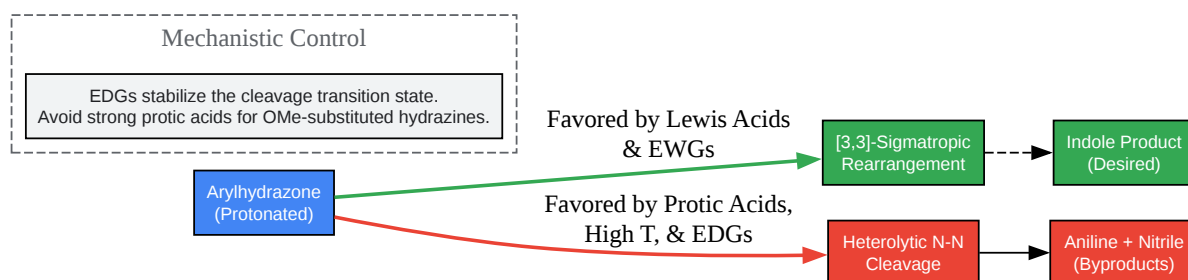 Mechanistic Control
EDGs stabilize the cleavage transition state.
Avoid strong protic acids for OMe-substituted hydrazines.
Favored by Lewis Acids
& EWGs
[3,3]-Sigmatropic
Rearrangement
Indole Product
(Desired)
Arylhydrazone
(Protonated)
Favored by Protic Acids,
High T, & EDGs
Heterolytic N-N
Cleavage
Aniline + Nitrile
(Byproducts)